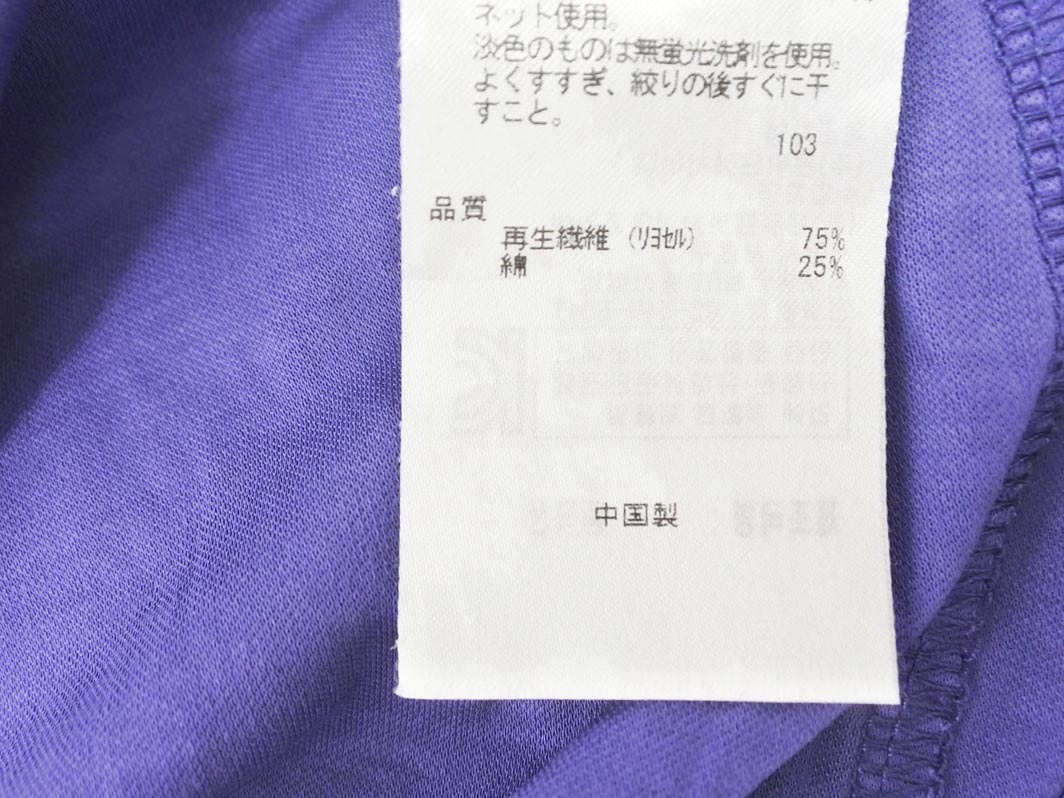 ネット使用。
淡色のものは無蛍光洗剤を使用。
よくすすぎ、絞りの後すぐに干
すこと。
103
品質
再生繊維 (リヨセル) 75%
綿 25%
中国製